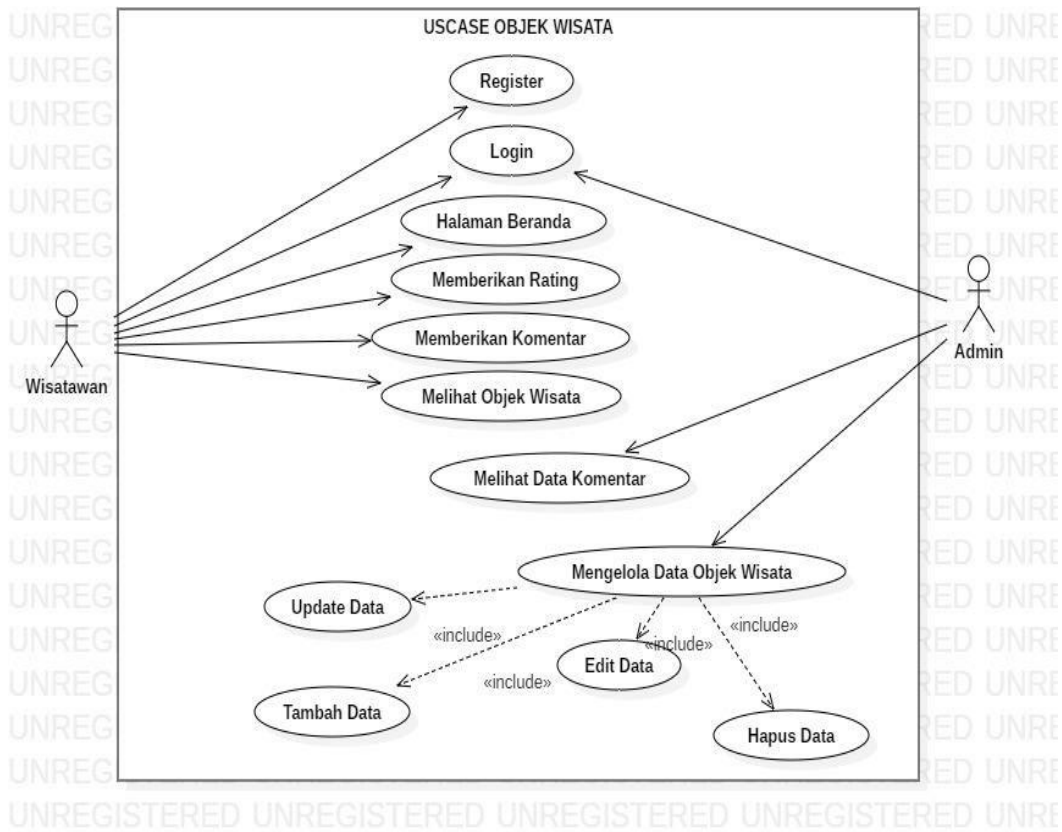 USCASE OBJEK WISATA
Register
Login
Halaman Beranda
Memberikan Rating
Memberikan Komentar
Melihat Objek Wisata
Wisatawan
Admin
Melihat Data Komentar
Mengelola Data Objek Wisata
Update Data
«include»
«include»
«include»
Edit Data
«include»
Tambah Data
Hapus Data
UNREGISTERED UNREGISTERED UNREGISTERED UNRE